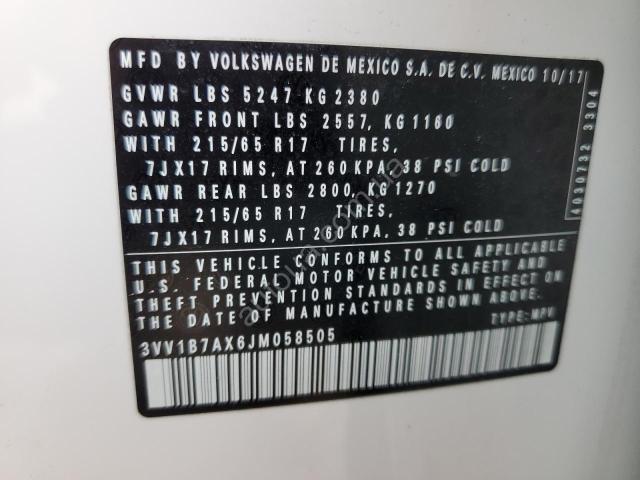 MFD BY VOLKSWAGEN DE MEXICO S.A. DE C.V. MEXICO 10/17
GVWR LBS 5247 KG 2380
GAWR FRONT LBS 2557, KG 1160
WITH 215/65 R17 TIRES,
7JX17 RIMS, AT 260 KPA, 38 PSI COLD
GAWR REAR LBS 2800, KG 1270
WITH 215/65 R17 TIRES,
7JX17 RIMS, AT 260 KPA, 38 PSI COLD
THIS VEHICLE CONFORMS TO ALL APPLICABLE
U.S. FEDERAL MOTOR VEHICLE SAFETY AND
THEFT PREVENTION STANDARDS IN EFFECT ON
THE DATE OF MANUFACTURE SHOWN ABOVE.
3VV1B7AX6JM058505 TYPE: MPV
4030732 3304
autoua.com.ua